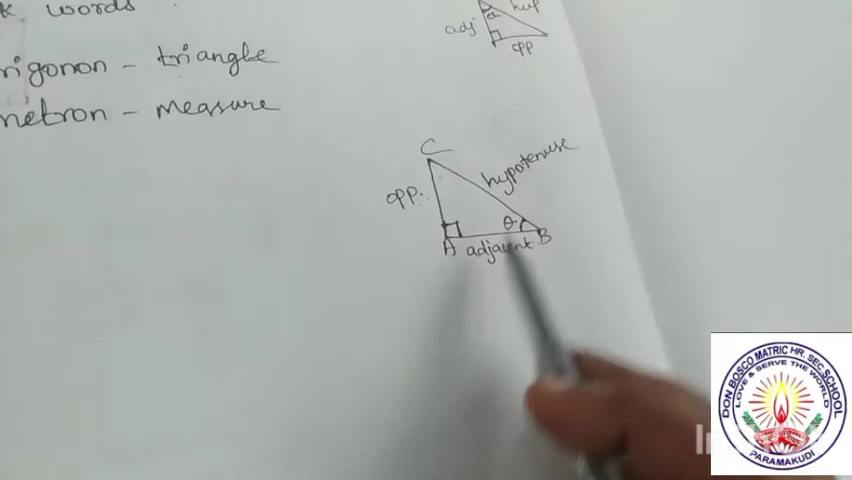 words
hyp
adj
α
opp
rigonon - triangle
metron - measure
C
hypotenuse
opp.
θ
A
B
adjacent
DON BOSCO MATRIC HR. SEC. SCHOOL
LOVE & SERVE THE WORLD
PARAMAKUDI